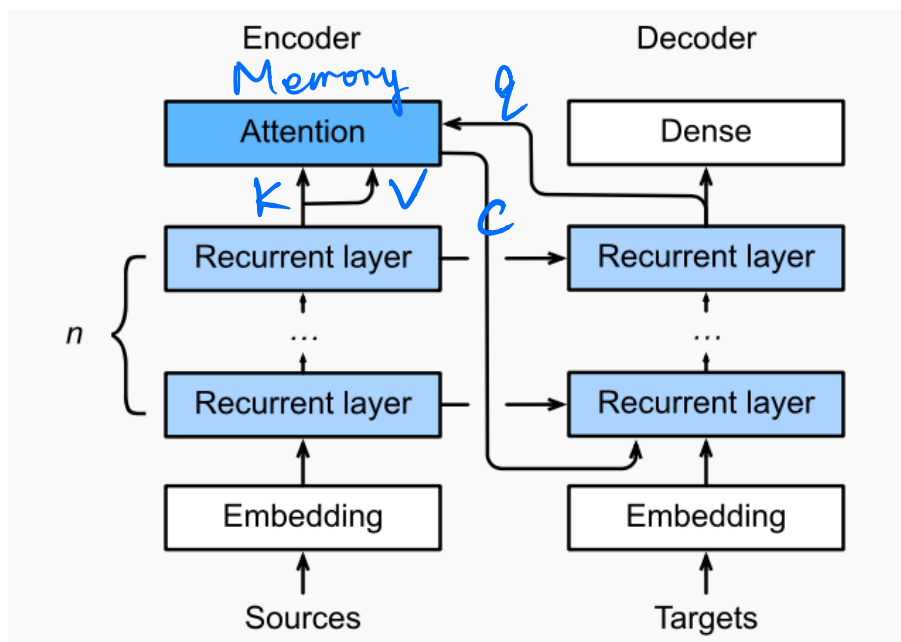 Encoder
Decoder
Memory
q
Attention
Dense
K
V
C
Recurrent layer
Recurrent layer
n
...
...
Recurrent layer
Recurrent layer
Embedding
Embedding
Sources
Targets